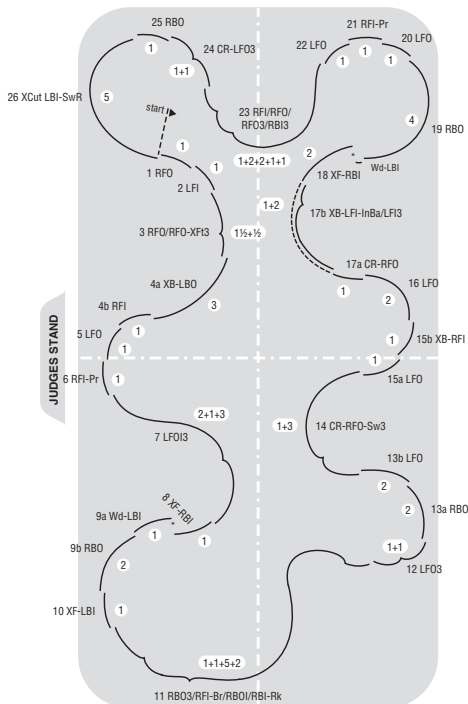 25 RBO
21 RFI-Pr
20 LFO
24 CR-LFO3
22 LFO
1
1
1
1
1+1
26 XCut LBI-SwR
5
start
23 RFI/RFO/
RFO3/RBI3
4
19 RBO
1
1+2+2+1+1
2
1 RFO
1
Wd-LBI
18 XF-RBI
2 LFI
1+2
17b XB-LFI-InBa/LFI3
3 RFO/RFO-XFt3
1½+½
17a CR-RFO
4a XB-LBO
16 LFO
1
2
4b RFI
3
5 LFO
1
1
1
15b XB-RFI
JUDGES STAND
6 RFI-Pr
1
1
15a LFO
2+1+3
1+3
14 CR-RFO-Sw3
7 LFOI3
13b LFO
2
8 XF-RBI
9a Wd-LBI
2
13a RBO
1
1
9b RBO
1+1
2
12 LFO3
10 XF-LBI
1
1+1+5+2
11 RBO3/RFI-Br/RBOI/RBI-Rk